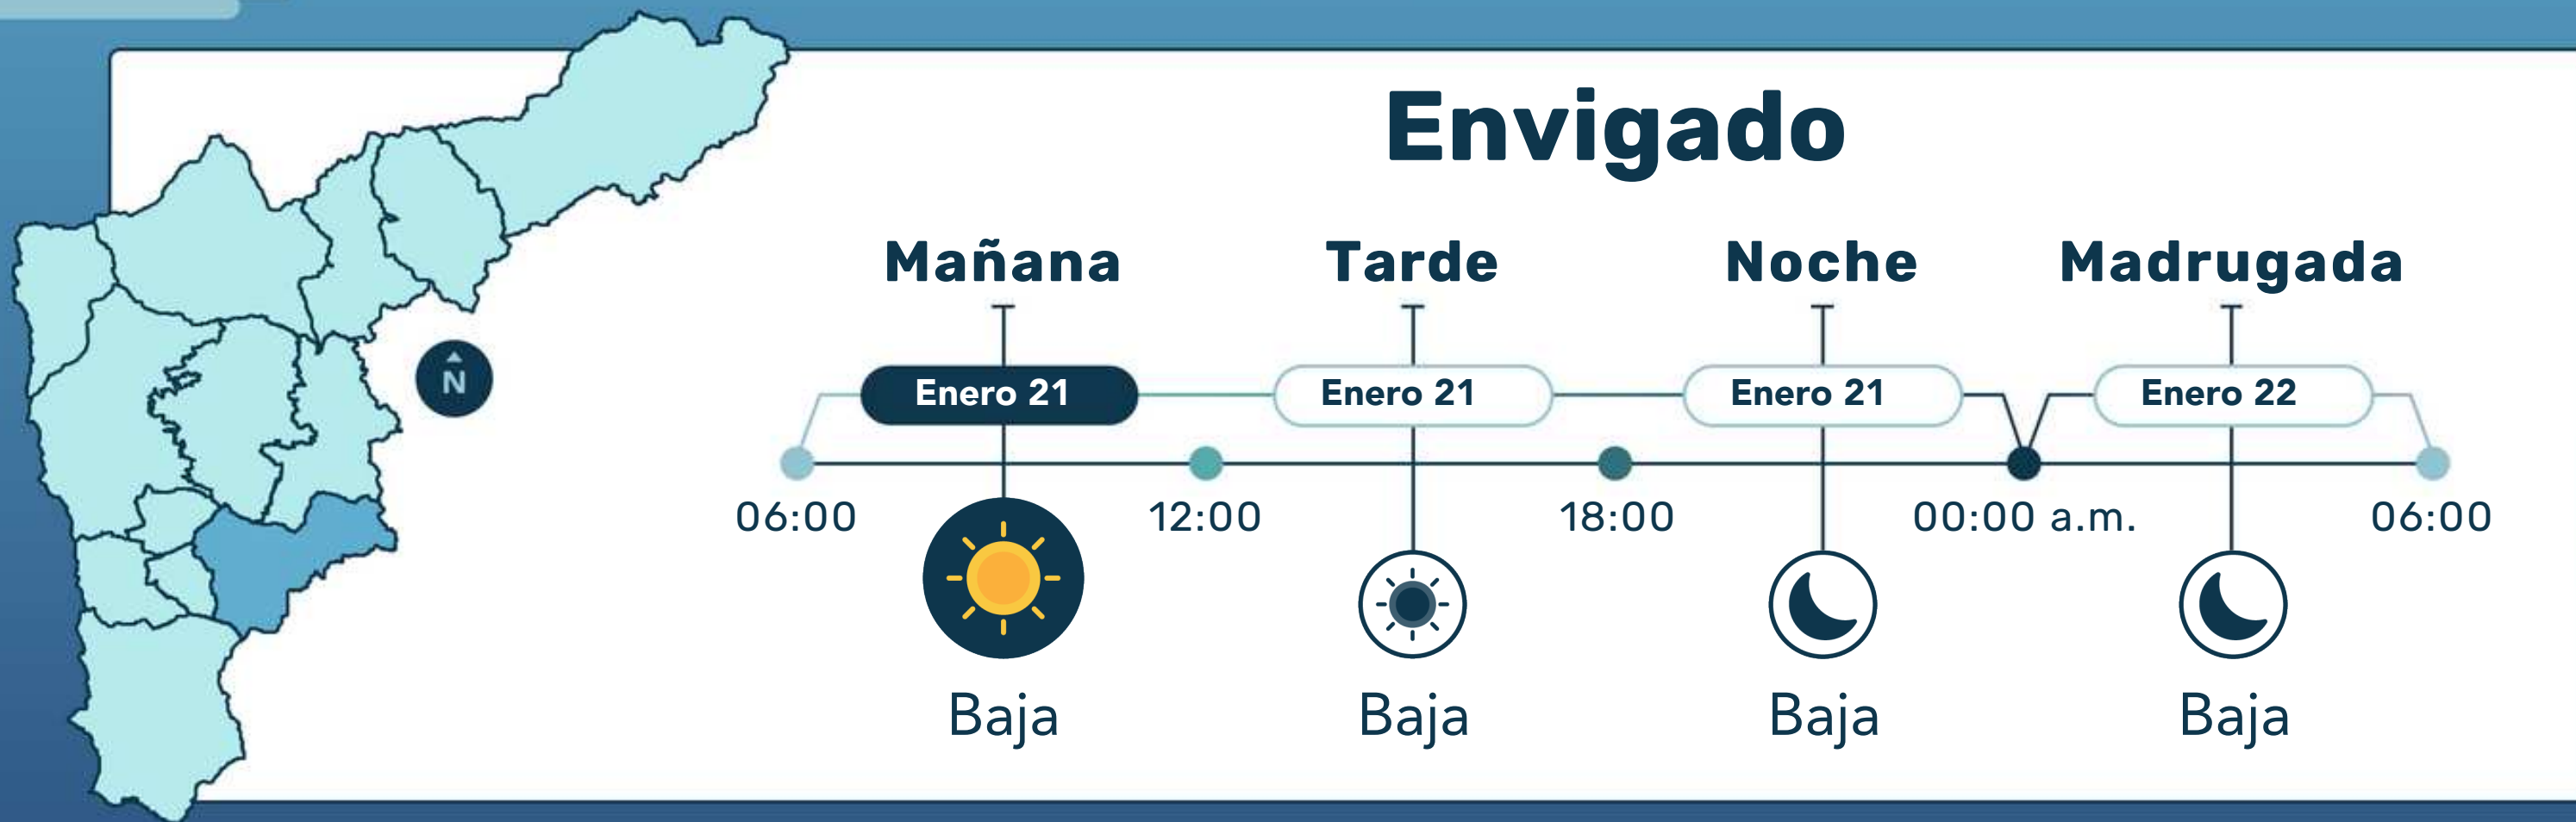 Envigado
Mañana Tarde Noche Madrugada
N
Enero 21 Enero 21 Enero 21 Enero 22
06:00 12:00 18:00 00:00 a.m. 06:00
Baja Baja Baja Baja